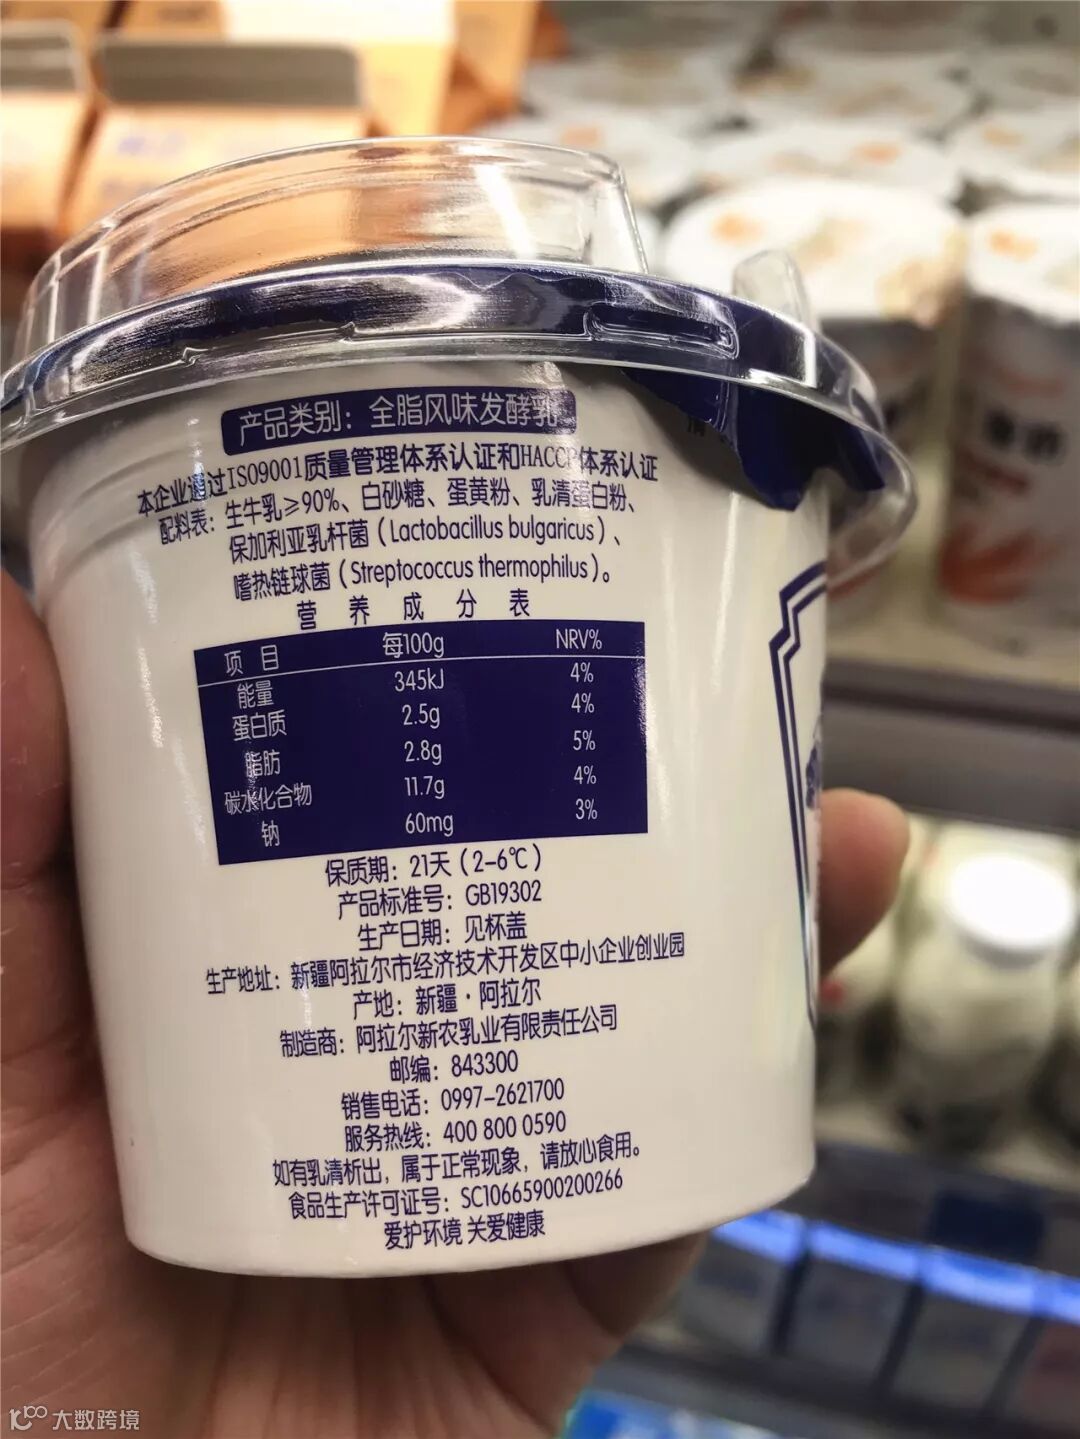 产品类别：全脂风味发酵乳
本企业通过ISO9001质量管理体系认证和HACCP体系认证
配料表：生牛乳≥90%、白砂糖、蛋黄粉、乳清蛋白粉、
保加利亚乳杆菌（Lactobacillus bulgaricus）、
嗜热链球菌（Streptococcus thermophilus）。
营养成分表
项目 每100g NRV%
能量 345kJ 4%
蛋白质 2.5g 4%
脂肪 2.8g 5%
碳水化合物 11.7g 4%
钠 60mg 3%
保质期：21天（2-6℃）
产品标准号：GB19302
生产日期：见杯盖
生产地址：新疆阿拉尔市经济技术开发区中小企业创业园
产地：新疆·阿拉尔
制造商：阿拉尔新农乳业有限责任公司
邮编：843300
销售电话：0997-2621700
服务热线：400 800 0590
如有乳清析出，属于正常现象，请放心食用。
食品生产许可证号：SC10665900200266
爱护环境 关爱健康
大数跨境